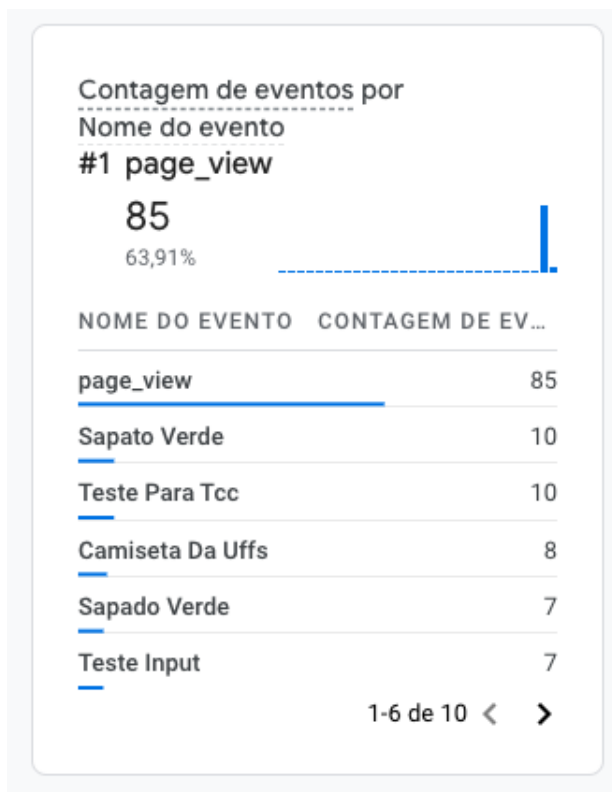 Contagem de eventos por
Nome do evento
#1 page_view
85
63,91%
NOME DO EVENTO CONTAGEM DE EV...
page_view 85
Sapato Verde 10
Teste Para Tcc 10
Camiseta Da Uffs 8
Sapado Verde 7
Teste Input 7
1-6 de 10